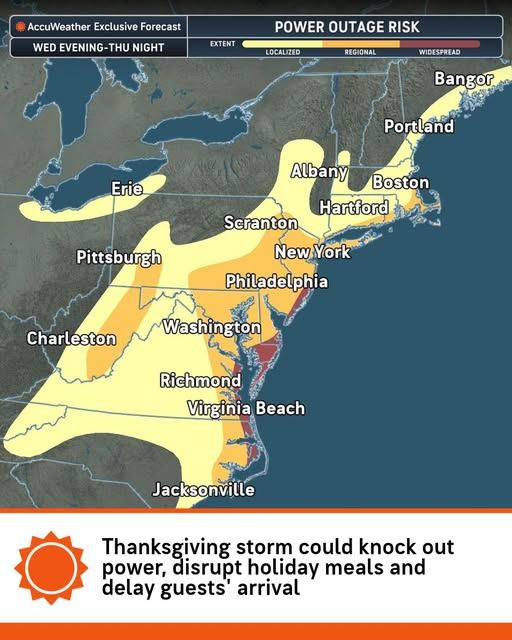 AccuWeather Exclusive Forecast
WED EVENING-THU NIGHT
POWER OUTAGE RISK
EXTENT
LOCALIZED
REGIONAL
WIDESPREAD
Bangor
Portland
Albany
Boston
Erie
Hartford
Scranton
New York
Pittsburgh
Philadelphia
Washington
Charleston
Richmond
Virginia Beach
Jacksonville
Thanksgiving storm could knock out
power, disrupt holiday meals and
delay guests' arrival